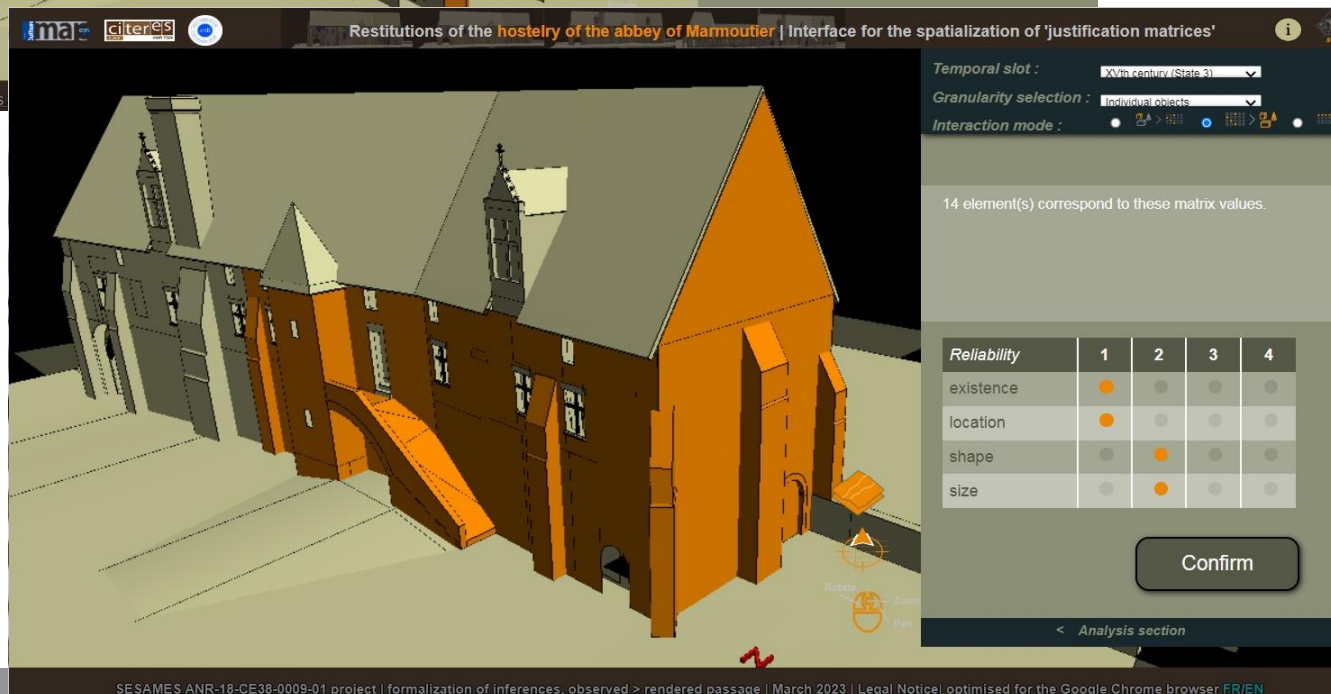 map citeres
Restitutions of the hostelry of the abbey of Marmoutier | Interface for the spatialization of 'justification matrices' i
Temporal slot : XVth century (State 3)
Granularity selection : Individual objects
Interaction mode : > >
14 element(s) correspond to these matrix values.
Reliability 1 2 3 4
existence
location
shape
size
Confirm
Rotate
Zoom
Pan
< Analysis section
SESAMES ANR-18-CE38-0009-01 project | formalization of inferences, observed > rendered passage | March 2023 | Legal Notice| optimised for the Google Chrome browser FR/EN